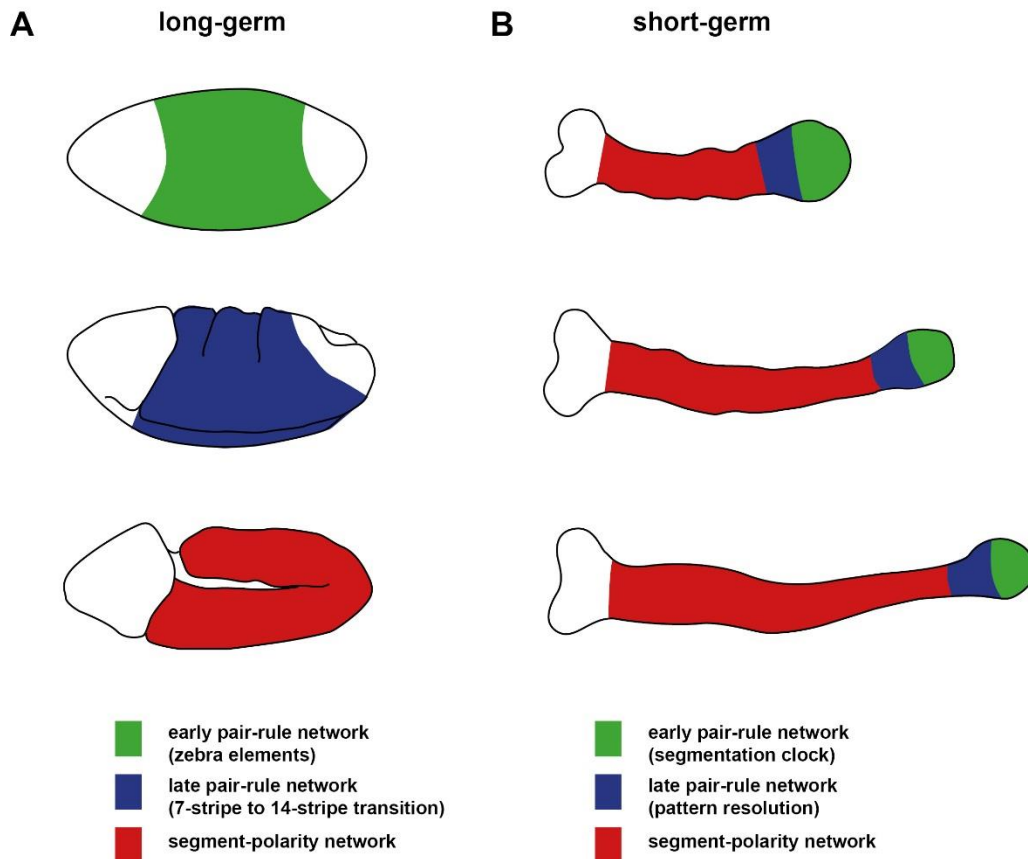 A long-germ
B short-germ
early pair-rule network
(zebra elements)
late pair-rule network
(7-stripe to 14-stripe transition)
segment-polarity network
early pair-rule network
(segmentation clock)
late pair-rule network
(pattern resolution)
segment-polarity network